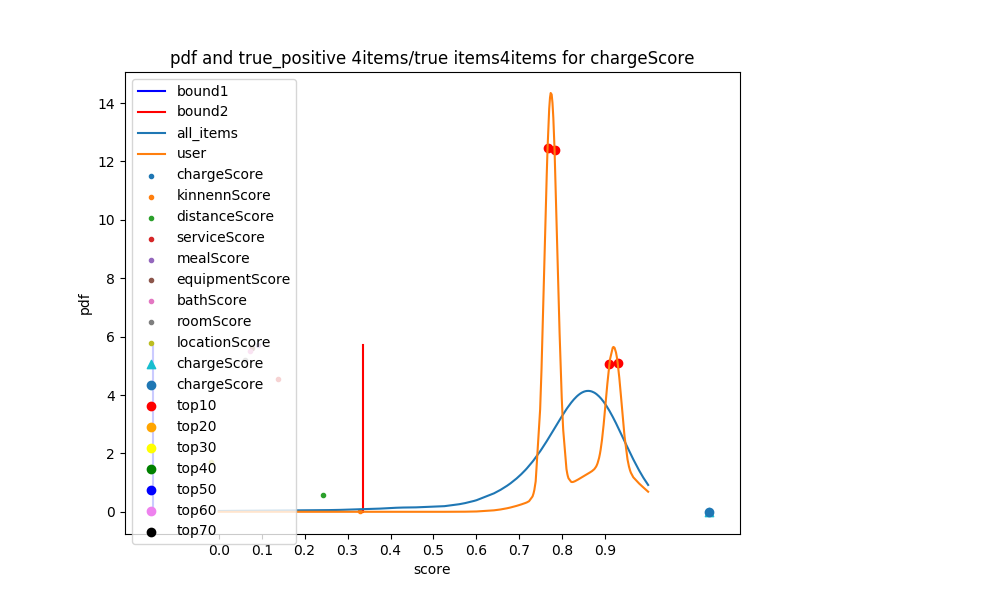 pdf and true_positive 4items/true items4items for chargeScore
bound1
bound2
all_items
user
chargeScore
kinnennScore
distanceScore
serviceScore
mealScore
equipmentScore
bathScore
roomScore
locationScore
chargeScore
chargeScore
top10
top20
top30
top40
top50
top60
top70
14
12
10
8
6
4
2
0
pdf
0.0 0.1 0.2 0.3 0.4 0.5 0.6 0.7 0.8 0.9
score